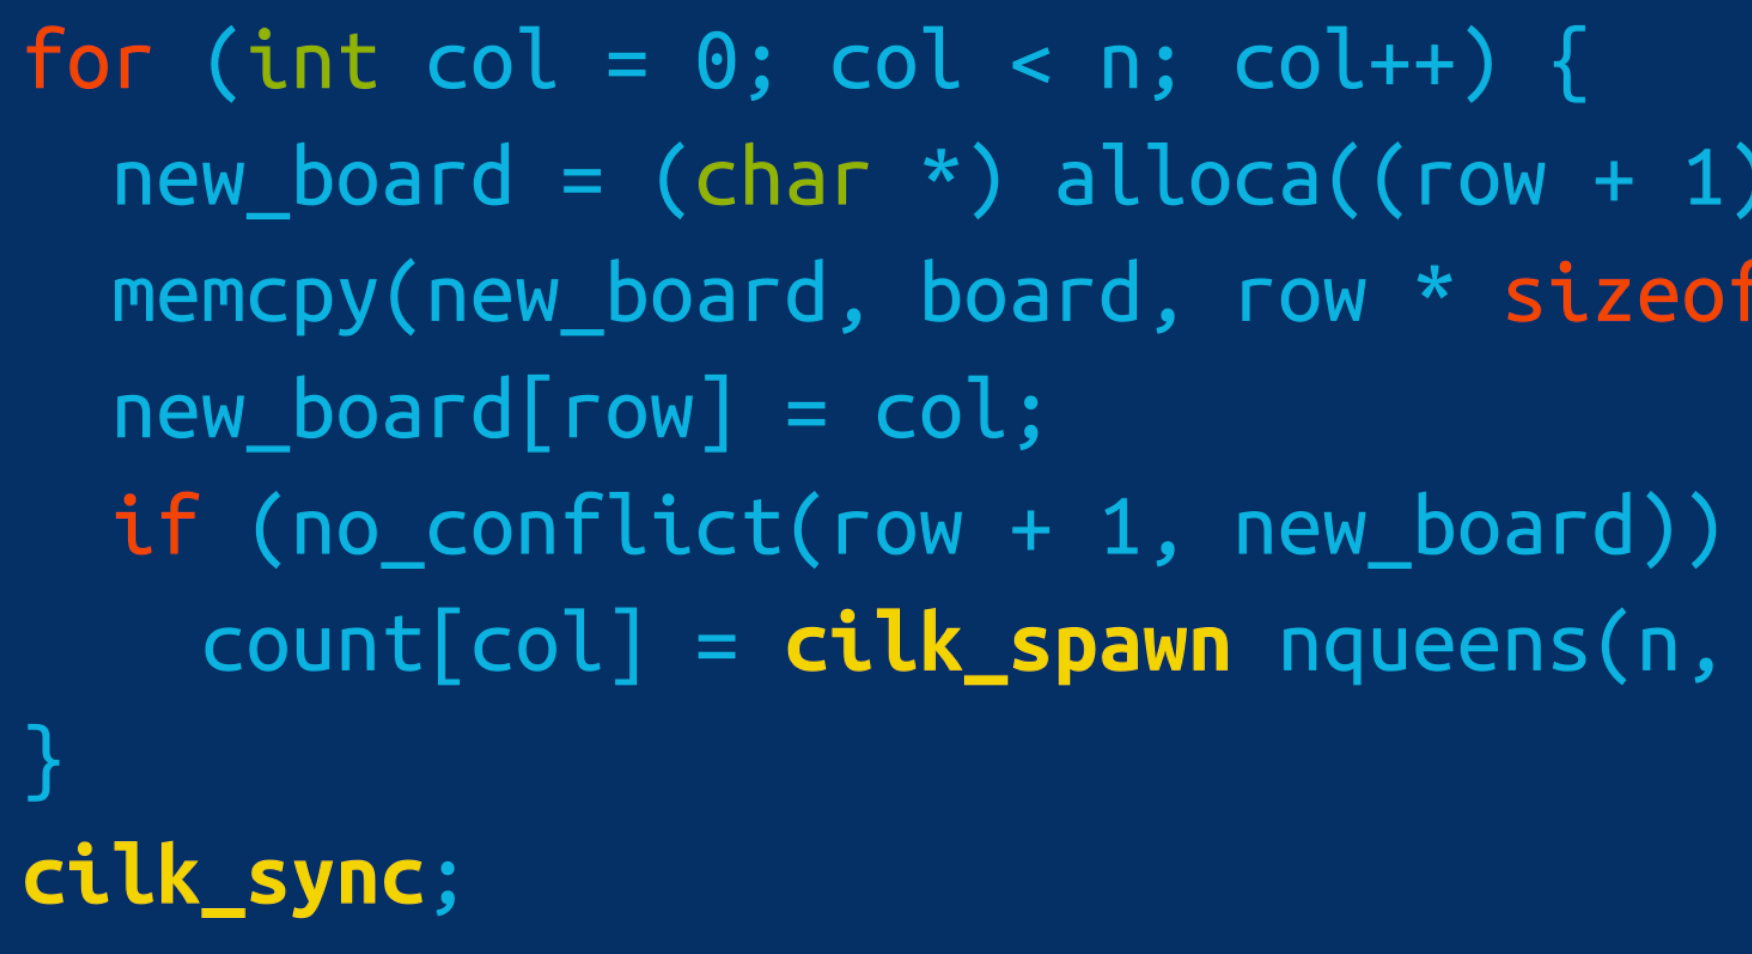 for (int col = 0; col < n; col++) {
  new_board = (char *) alloca((row + 1)
  memcpy(new_board, board, row * sizeof
  new_board[row] = col;
  if (no_conflict(row + 1, new_board))
    count[col] = cilk_spawn nqueens(n,
}
cilk_sync;